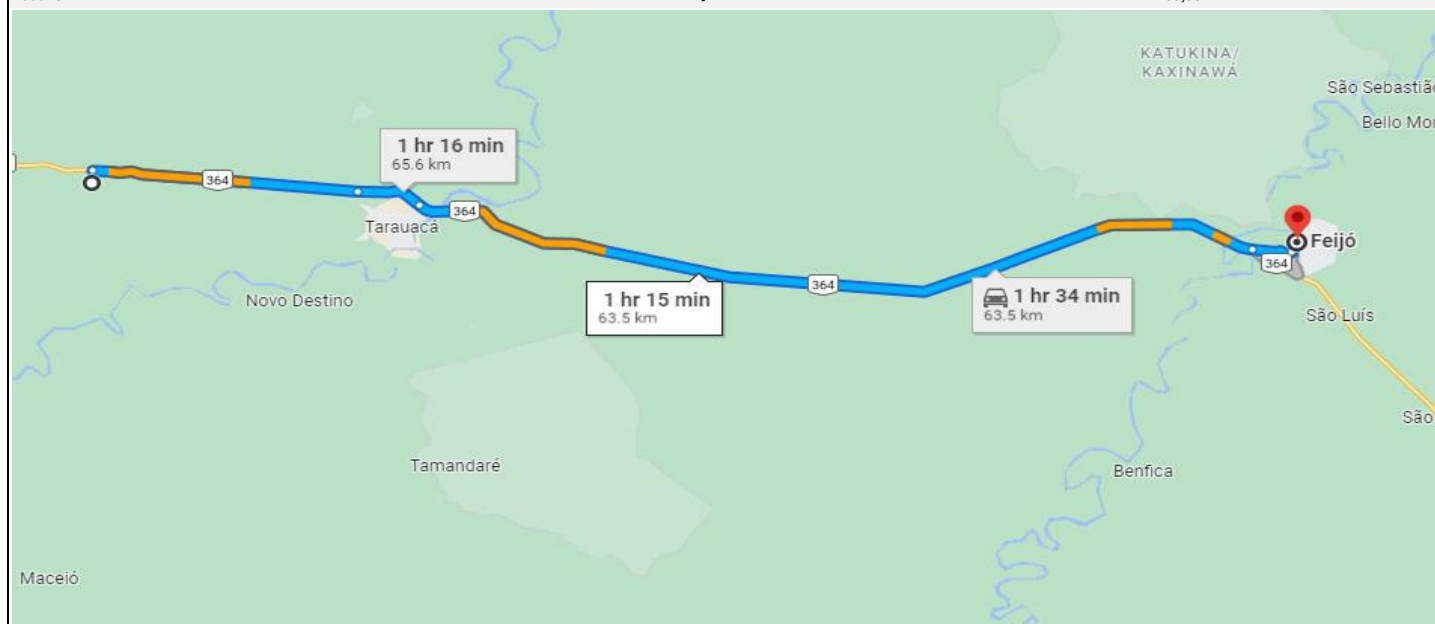 KATUKINA/
KAXINAWÁ
São Sebastião
Bello Mor
1 hr 16 min
65.6 km
364
364
Tarauacá
Feijó
364
364
1 hr 15 min
63.5 km
1 hr 34 min
63.5 km
Novo Destino
São Luís
São
Tamandaré
Benfica
Maceió